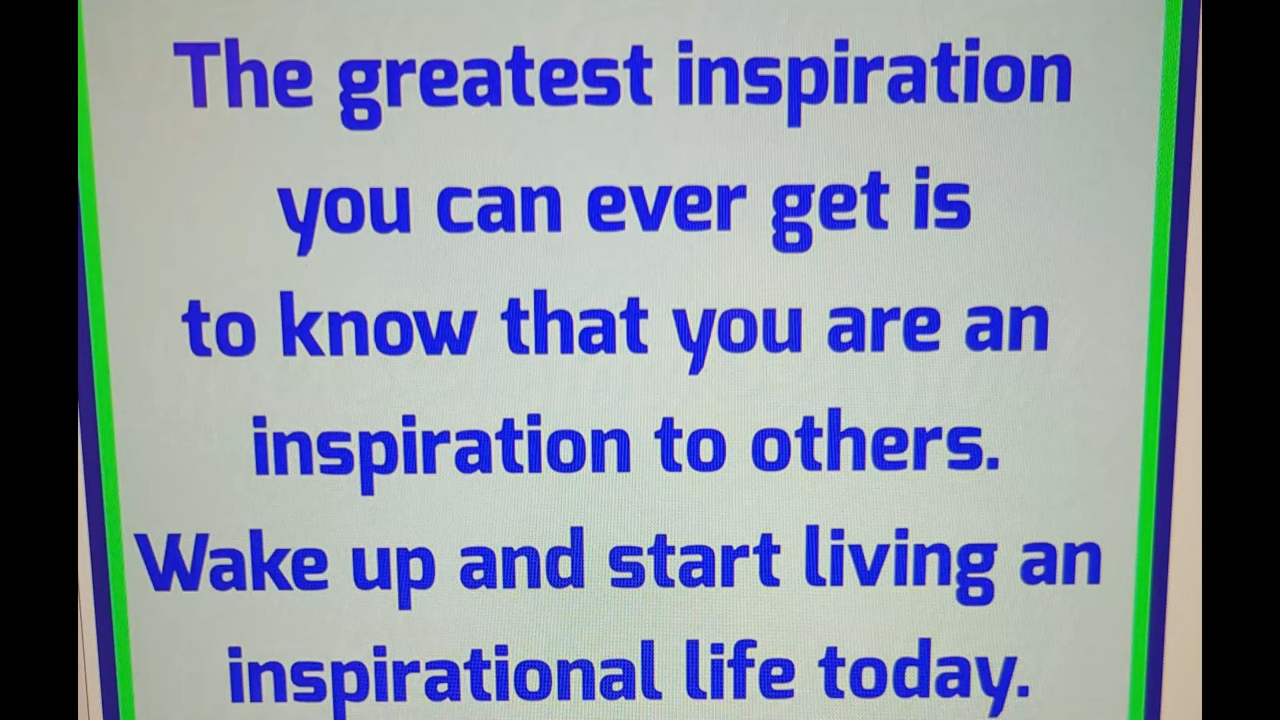 The greatest inspiration
you can ever get is
to know that you are an
inspiration to others.
Wake up and start living an
inspirational life today.